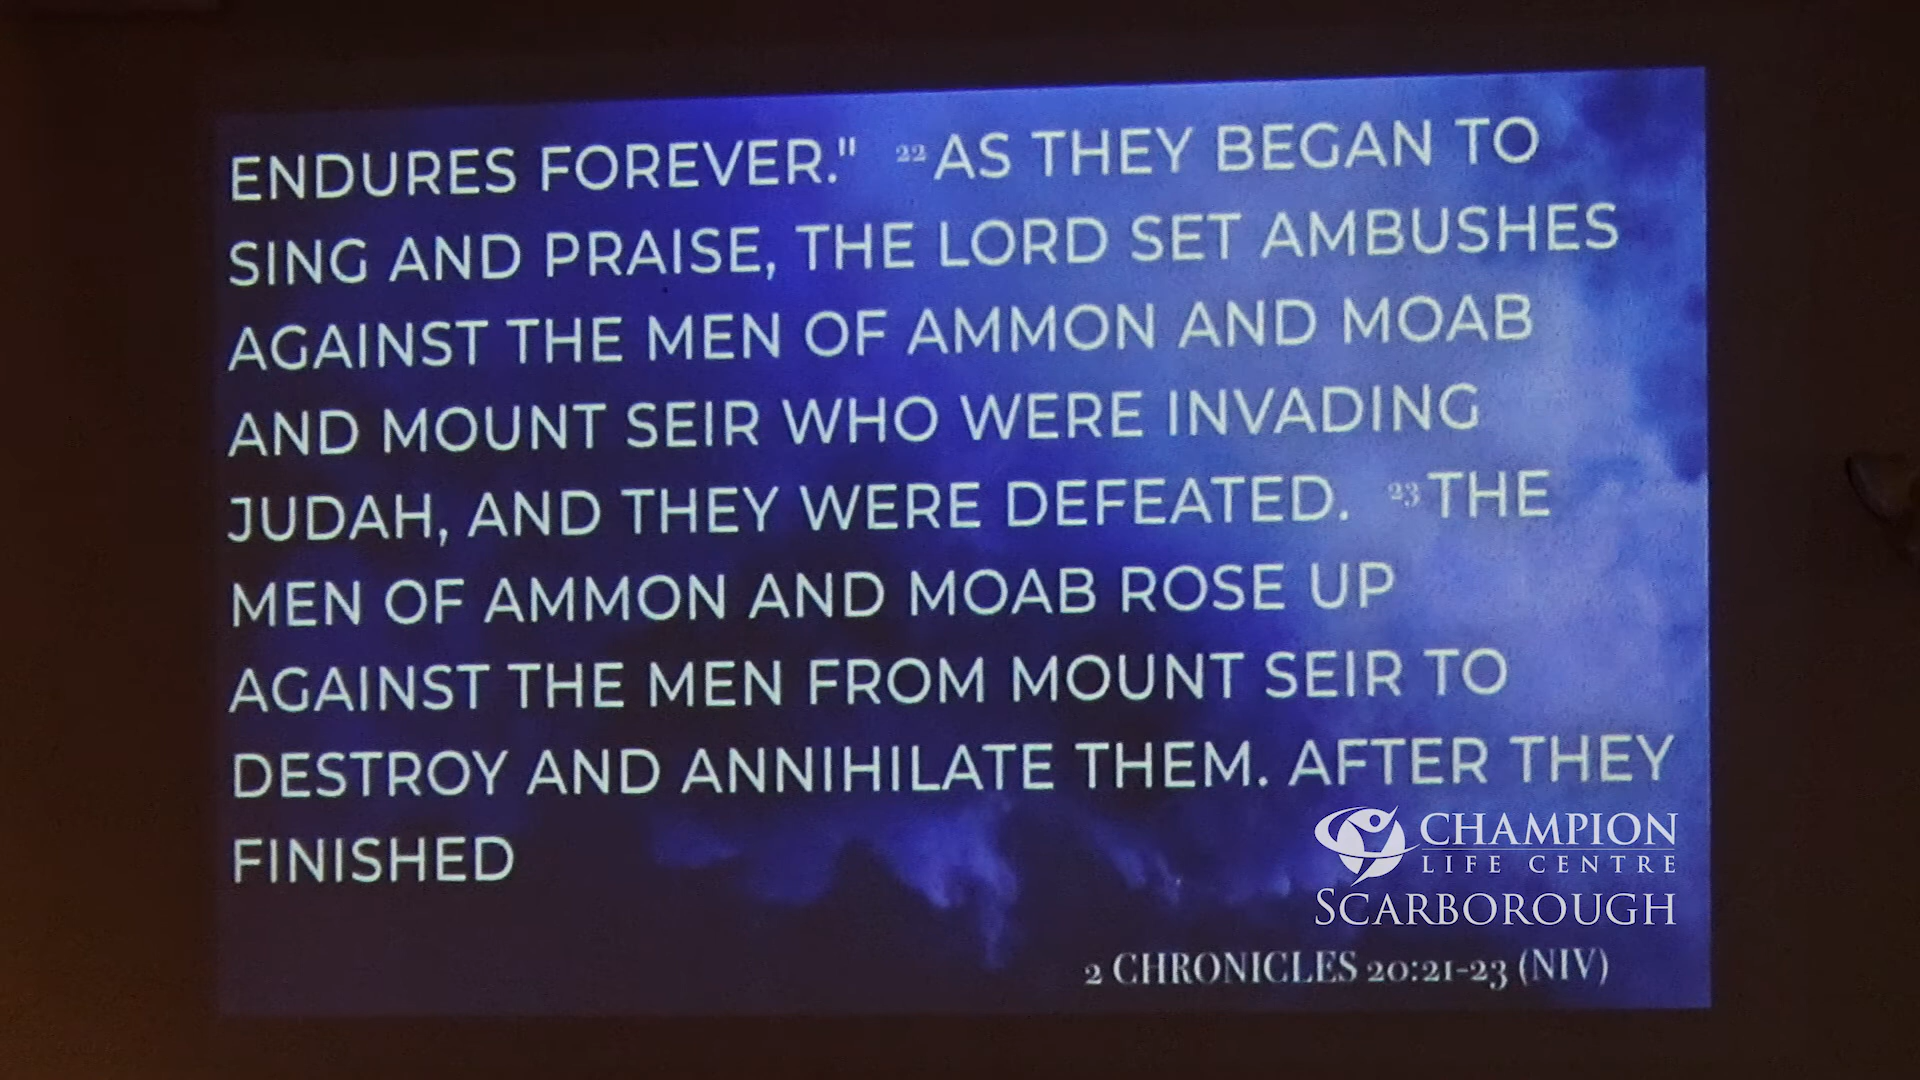 ENDURES FOREVER." 22 AS THEY BEGAN TO
SING AND PRAISE, THE LORD SET AMBUSHES
AGAINST THE MEN OF AMMON AND MOAB
AND MOUNT SEIR WHO WERE INVADING
JUDAH, AND THEY WERE DEFEATED. 23 THE
MEN OF AMMON AND MOAB ROSE UP
AGAINST THE MEN FROM MOUNT SEIR TO
DESTROY AND ANNIHILATE THEM. AFTER THEY
FINISHED
CHAMPION
LIFE CENTRE
SCARBOROUGH
2 CHRONICLES 20:21-23 (NIV)